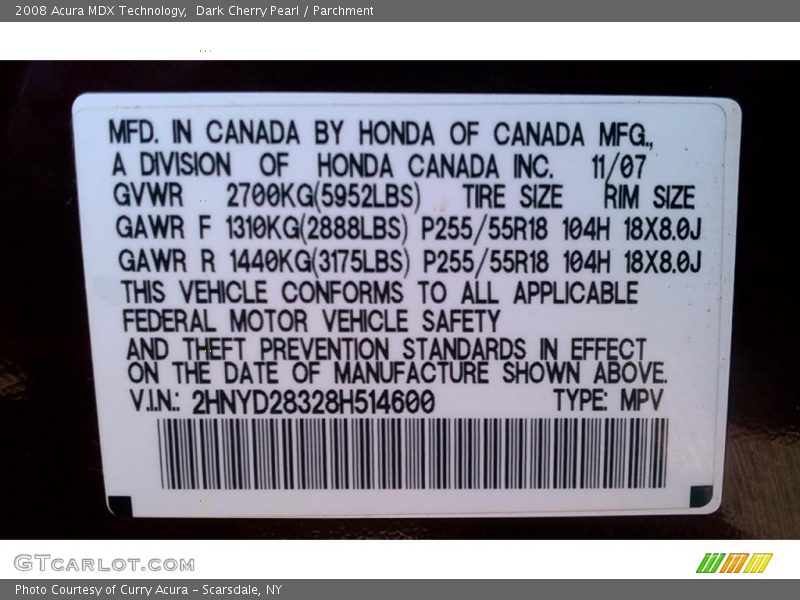 2008 Acura MDX Technology,  Dark Cherry Pearl / Parchment
MFD. IN CANADA BY HONDA OF CANADA MFG.,
A DIVISION OF HONDA CANADA INC. 11/07
GVWR 2700KG(5952LBS) TIRE SIZE RIM SIZE
GAWR F 1310KG(2888LBS) P255/55R18 104H 18X8.0J
GAWR R 1440KG(3175LBS) P255/55R18 104H 18X8.0J
THIS VEHICLE CONFORMS TO ALL APPLICABLE
FEDERAL MOTOR VEHICLE SAFETY
AND THEFT PREVENTION STANDARDS IN EFFECT
ON THE DATE OF MANUFACTURE SHOWN ABOVE.
V.I.N.: 2HNYD28328H514600 TYPE: MPV
GTCARLOT.COM
Photo Courtesy of Curry Acura - Scarsdale, NY